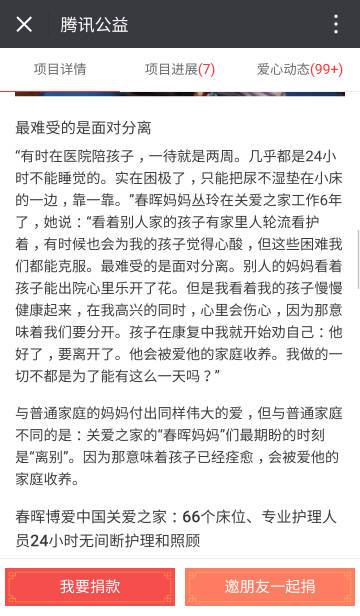 腾讯公益
项目详情 项目进展(7) 爱心动态(99+)
最难受的是面对分离
“有时在医院陪孩子，一待就是两周。几乎都是24小
时不能睡觉的。实在困极了，只能把尿不湿垫在小床
的一边，靠一靠。”春晖妈妈丛玲在关爱之家工作6年
了，她说：“看着别人家的孩子有家里人轮流看护
着，有时候也会为我的孩子觉得心酸，但这些困难我
们都能克服。最难受的是面对分离。别人的妈妈看着
孩子能出院心里乐开了花。但是我看着我的孩子慢慢
健康起来，在我高兴的同时，心里会伤心，因为那意
味着我们要分开。孩子在康复中我就开始劝自己：他
好了，要离开了。他会被爱他的家庭收养。我做的一
切不都是为了能有这么一天吗？”
与普通家庭的妈妈付出同样伟大的爱，但与普通家庭
不同的是：关爱之家的“春晖妈妈”们最期盼的时刻
是“离别”。因为那意味着孩子已经痊愈，会被爱他的
家庭收养。
春晖博爱中国关爱之家：66个床位、专业护理人
员24小时无间断护理和照顾
我要捐款 邀朋友一起捐